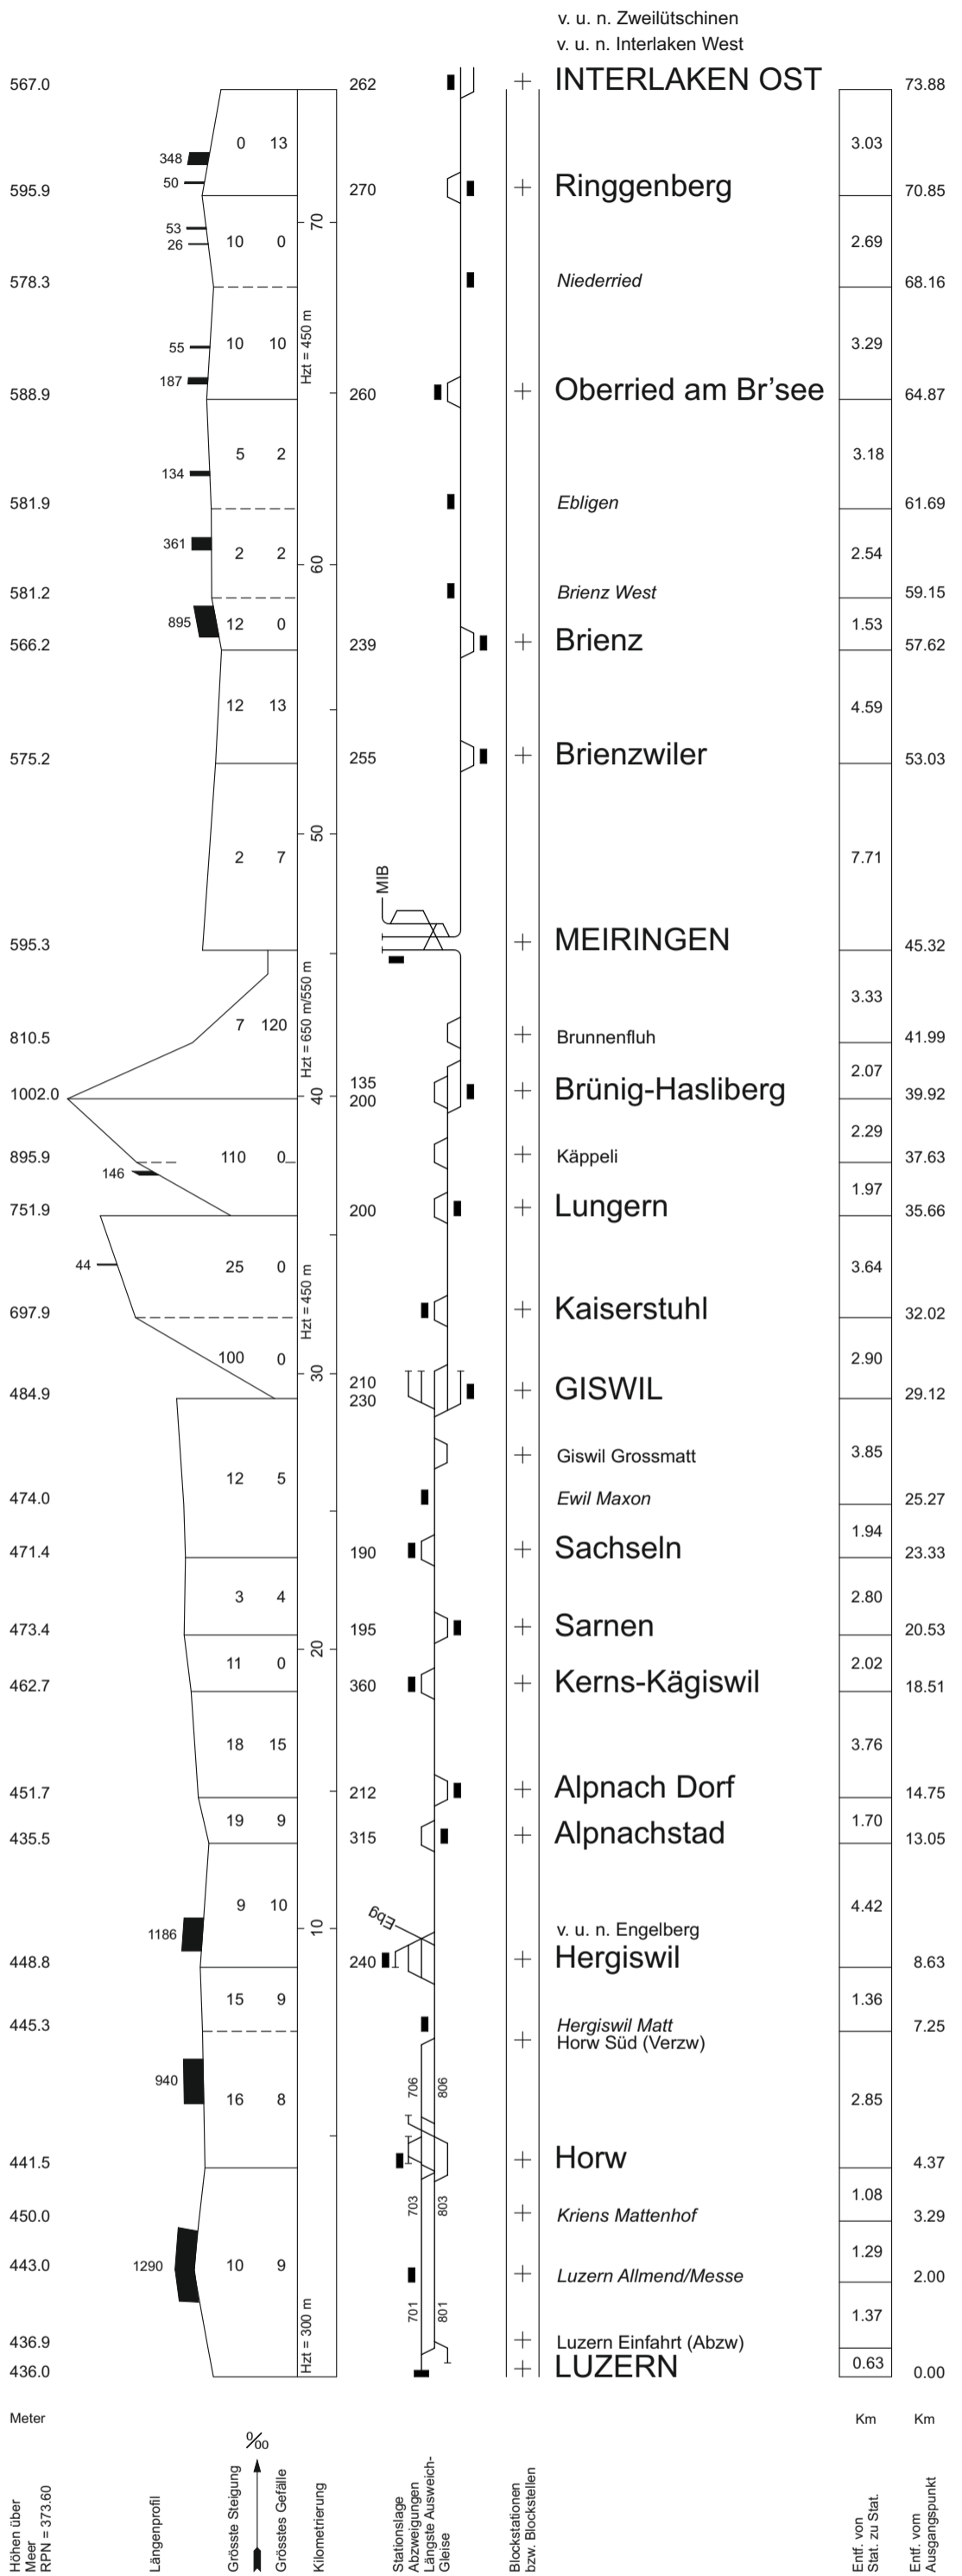 v. u. n. Zweilütschinen
v. u. n. Interlaken West
567.0 262 INTERLAKEN OST 73.88
0 13 3.03
348
50
595.9 270 Ringgenberg 70.85
70
53
26
10 0 2.69
578.3 Niederried 68.16
Hzt = 450 m
55
10 10 3.29
187
588.9 260 Oberried am Br'see 64.87
5 2 3.18
134
581.9 Ebligen 61.69
361
2 2 60 2.54
581.2 Brienz West 59.15
895
12 0 1.53
566.2 239 Brienz 57.62
12 13 4.59
575.2 255 Brienzwiler 53.03
50
2 7 7.71
MIB
595.3 MEIRINGEN 45.32
3.33
Hzt = 650 m/550 m
7 120
810.5 Brunnenfluh 41.99
2.07
1002.0 40 135 200 Brünig-Hasliberg 39.92
2.29
895.9 110 0 Käppeli 37.63
146
1.97
751.9 200 Lungern 35.66
44
25 0 3.64
Hzt = 450 m
697.9 Kaiserstuhl 32.02
100 0 2.90
30
484.9 210 230 GISWIL 29.12
Giswil Grossmatt 3.85
12 5
474.0 Ewil Maxon 25.27
1.94
471.4 190 Sachseln 23.33
3 4 2.80
473.4 20 195 Sarnen 20.53
11 0 2.02
462.7 360 Kerns-Kägiswil 18.51
18 15 3.76
451.7 212 Alpnach Dorf 14.75
19 9 1.70
435.5 315 Alpnachstad 13.05
9 10 4.42
Ebg
1186 10 v. u. n. Engelberg
448.8 240 Hergiswil 8.63
15 9 1.36
445.3 Hergiswil Matt 7.25
Horw Süd (Verzw)
940 706 806
16 8 2.85
441.5 Horw 4.37
703 803 1.08
450.0 Kriens Mattenhof 3.29
1290 10 9 1.29
443.0 Luzern Allmend/Messe 2.00
701 801 1.37
Hzt = 300 m
436.9 Luzern Einfahrt (Abzw)
0.63
436.0 LUZERN 0.00
Meter Km Km
‰
Höhen über
Meer
RPN = 373.60
Längenprofil
Grösste Steigung
Grösstes Gefälle
Kilometrierung
Stationslage
Abzweigungen
Längste Ausweich-
Gleise
Blockstationen
bzw. Blockstellen
Entf. von
Stat. zu Stat.
Entf. vom
Ausgangspunkt